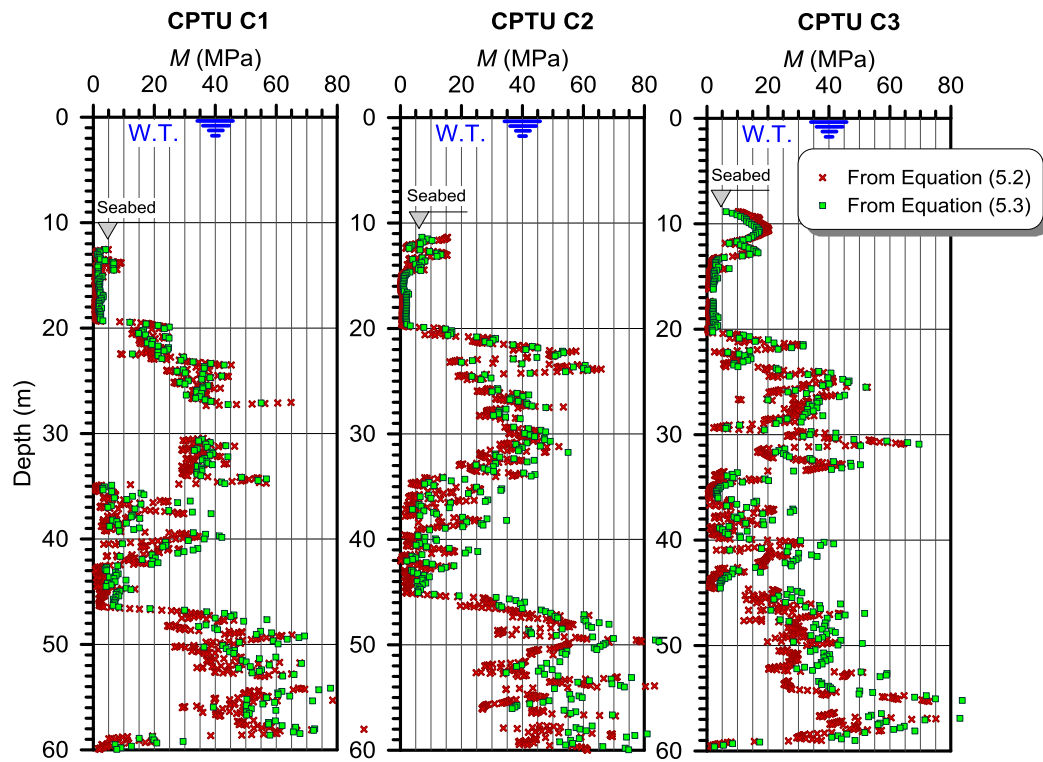 CPTU C1
CPTU C2
CPTU C3
M (MPa)
M (MPa)
M (MPa)
0 20 40 60 80
0 20 40 60 80
0 20 40 60 80
Depth (m)
0
10
20
30
40
50
60
0
10
20
30
40
50
60
0
10
20
30
40
50
60
W.T.
W.T.
W.T.
Seabed
Seabed
Seabed
From Equation (5.2)
From Equation (5.3)